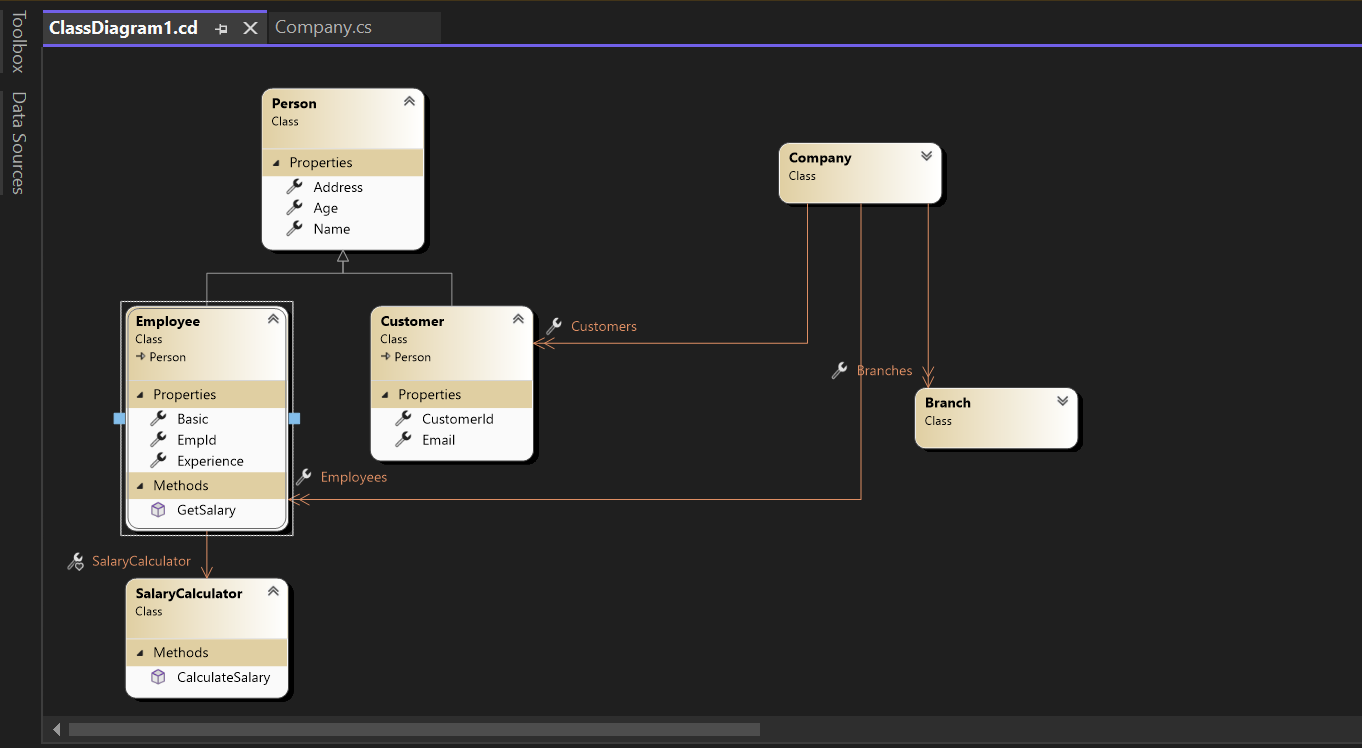 Toolbox
Data Sources
ClassDiagram1.cd
Company.cs
Person
Class
Properties
Address
Age
Name
Company
Class
Employee
Class
Person
Properties
Basic
EmpId
Experience
Methods
GetSalary
Customer
Class
Person
Properties
CustomerId
Email
Customers
Branches
Branch
Class
Employees
SalaryCalculator
SalaryCalculator
Class
Methods
CalculateSalary